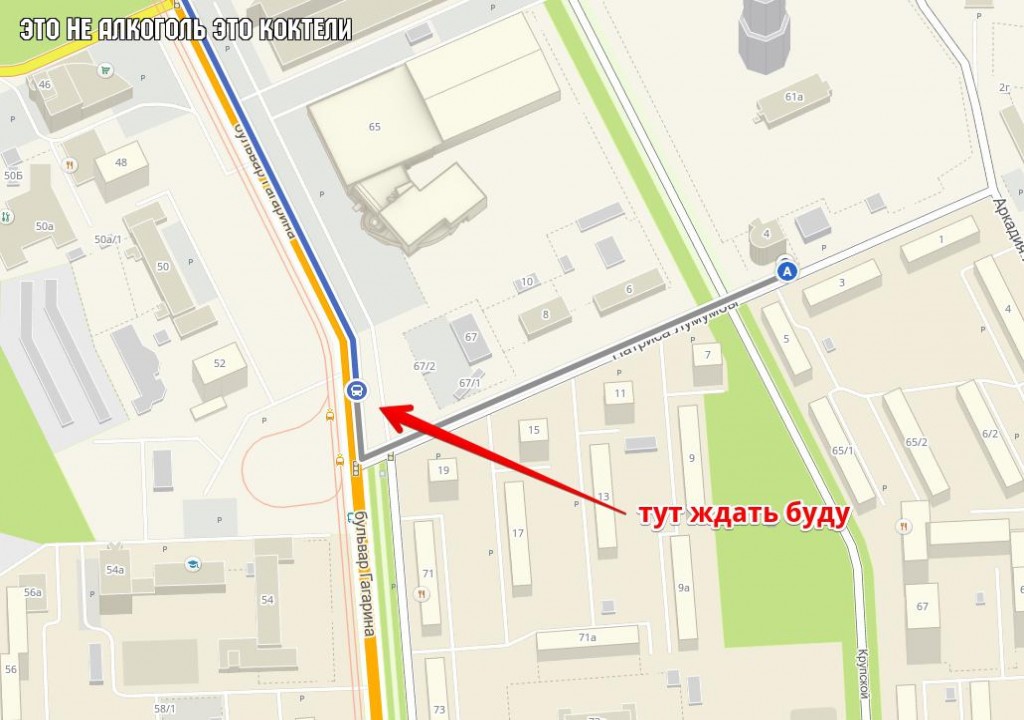 ЭТО НЕ АЛКОГОЛЬ ЭТО КОКТЕЛИ
46
P
P
61а
2г
65
48
50Б
P
50а
50а/1
бульвар Гагарина
4
P
Аркадия
1
50
P
А
10
6
3
8
4
67
5
Патриса Лумумбы
67/2
7
52
67/1
11
P
15
65/1
65/2
6/2
P
19
9
13
тут ждать буду
17
P
P
P
P
бульвар Гагарина
54а
71
9а
56а
54
P
67
71а
P
Крупской
56
58/1
73
P